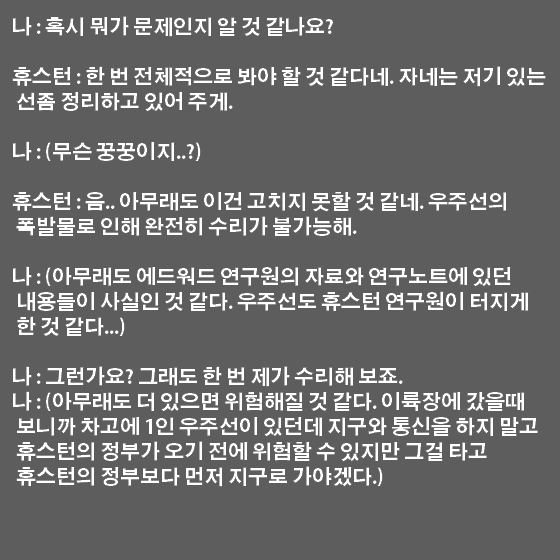 나 : 혹시 뭐가 문제인지 알 것 같나요?
휴스턴 : 한 번 전체적으로 봐야 할 것 같다네. 자네는 저기 있는
선좀 정리하고 있어 주게.
나 : (무슨 꿍꿍이지..?)
휴스턴 : 음.. 아무래도 이건 고치지 못할 것 같네. 우주선의
폭발물로 인해 완전히 수리가 불가능해.
나 : (아무래도 에드워드 연구원의 자료와 연구노트에 있던
내용들이 사실인 것 같다. 우주선도 휴스턴 연구원이 터지게
한 것 같다...)
나 : 그런가요? 그래도 한 번 제가 수리해 보죠.
나 : (아무래도 더 있으면 위험해질 것 같다. 이륙장에 갔을때
보니까 차고에 1인 우주선이 있던데 지구와 통신을 하지 말고
휴스턴의 정부가 오기 전에 위험할 수 있지만 그걸 타고
휴스턴의 정부보다 먼저 지구로 가야겠다.)